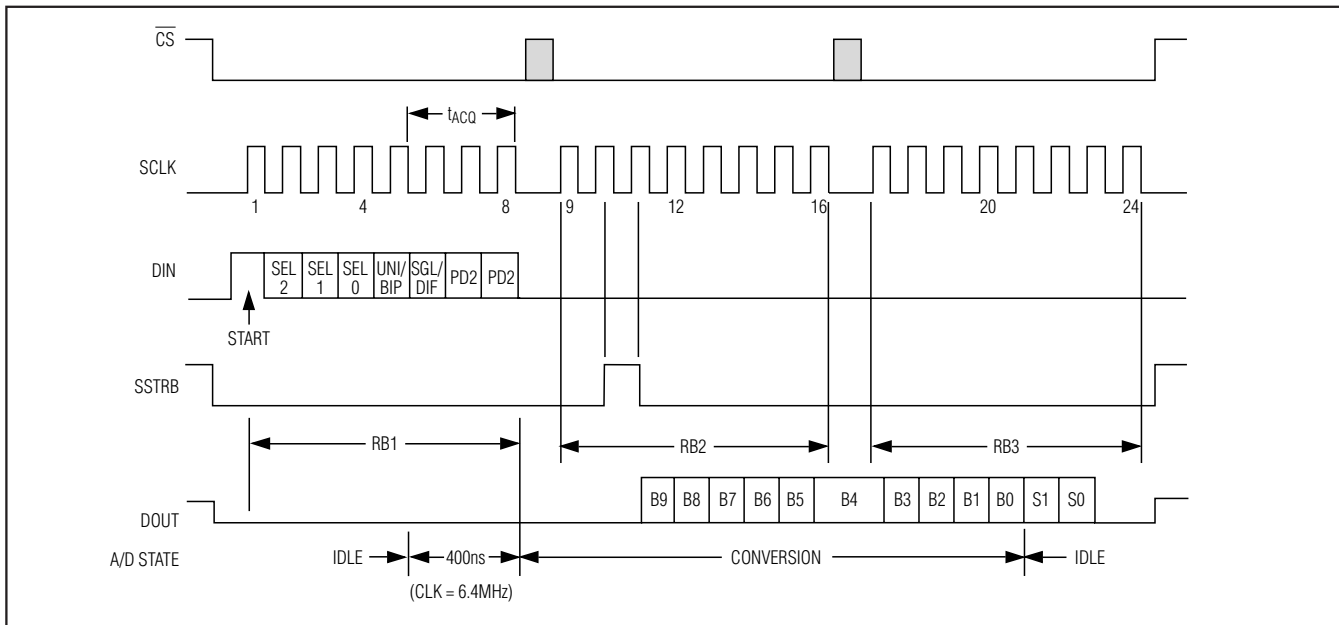 CS
tACQ
SCLK
1 4 8 9 12 16 20 24
DIN
SEL 2
SEL 1
SEL 0
UNI/ BIP
SGL/ DIF
PD2
PD2
START
SSTRB
RB1
RB2
RB3
DOUT
B9 B8 B7 B6 B5 B4 B3 B2 B1 B0 S1 S0
A/D STATE
IDLE
400ns
CONVERSION
IDLE
(CLK = 6.4MHz)